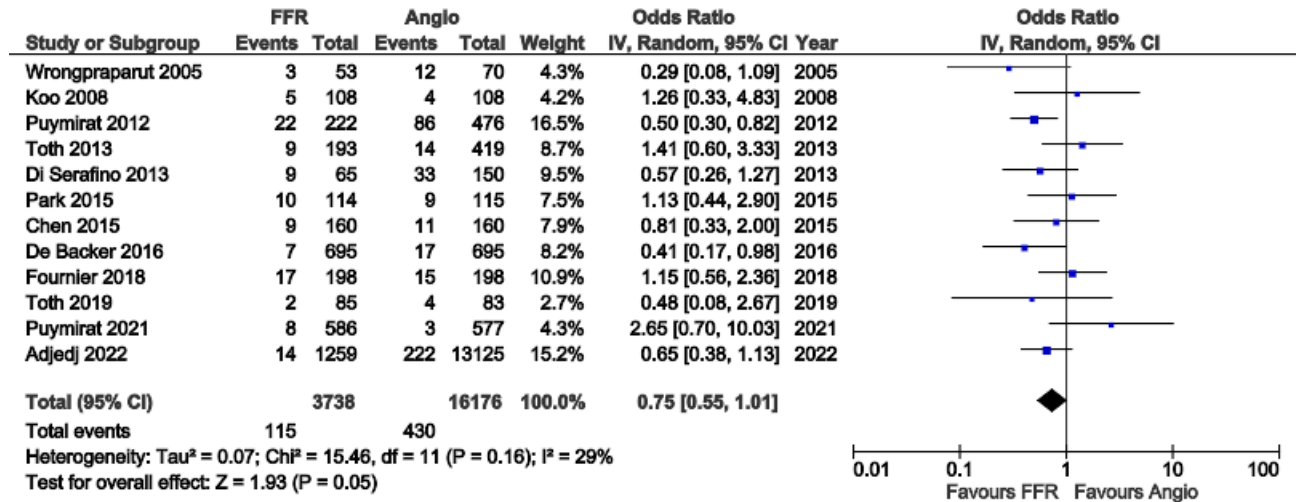 FFR Angio Odds Ratio Odds Ratio
Study or Subgroup Events Total Events Total Weight IV, Random, 95% CI Year IV, Random, 95% CI
Wrongpraparut 2005 3 53 12 70 4.3% 0.29 [0.08, 1.09] 2005
Koo 2008 5 108 4 108 4.2% 1.26 [0.33, 4.83] 2008
Puymirat 2012 22 222 86 476 16.5% 0.50 [0.30, 0.82] 2012
Toth 2013 9 193 14 419 8.7% 1.41 [0.60, 3.33] 2013
Di Serafino 2013 9 65 33 150 9.5% 0.57 [0.26, 1.27] 2013
Park 2015 10 114 9 115 7.5% 1.13 [0.44, 2.90] 2015
Chen 2015 9 160 11 160 7.9% 0.81 [0.33, 2.00] 2015
De Backer 2016 7 695 17 695 8.2% 0.41 [0.17, 0.98] 2016
Fournier 2018 17 198 15 198 10.9% 1.15 [0.56, 2.36] 2018
Toth 2019 2 85 4 83 2.7% 0.48 [0.08, 2.67] 2019
Puymirat 2021 8 586 3 577 4.3% 2.65 [0.70, 10.03] 2021
Adjedj 2022 14 1259 222 13125 15.2% 0.65 [0.38, 1.13] 2022
Total (95% CI) 3738 16176 100.0% 0.75 [0.55, 1.01]
Total events 115 430
Heterogeneity: Tau² = 0.07; Chi² = 15.46, df = 11 (P = 0.16); I² = 29%
Test for overall effect: Z = 1.93 (P = 0.05)
0.01 0.1 1 10 100
Favours FFR Favours Angio